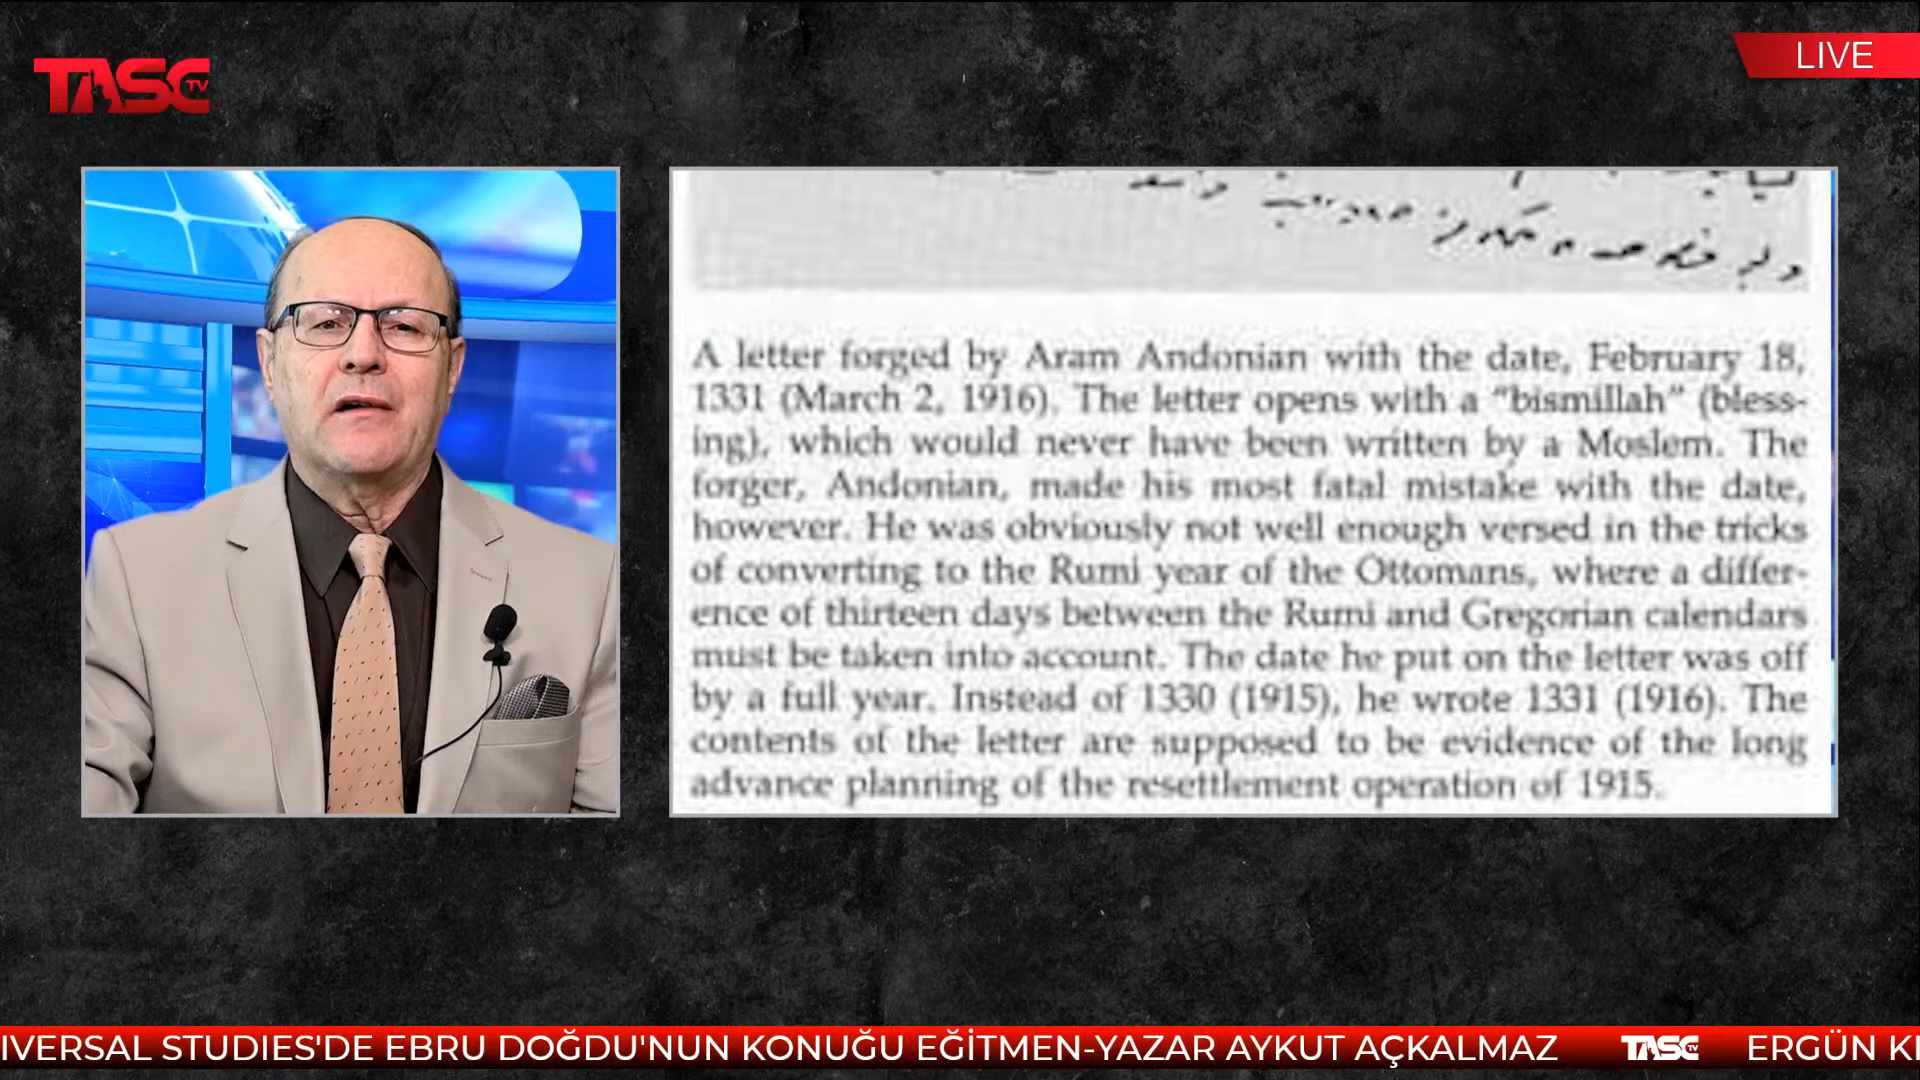 TASC TV
LIVE
A letter forged by Aram Andonian with the date, February 18,
1331 (March 2, 1916). The letter opens with a "bismillah" (bless-
ing), which would never have been written by a Moslem. The
forger, Andonian, made his most fatal mistake with the date,
however. He was obviously not well enough versed in the tricks
of converting to the Rumi year of the Ottomans, where a differ-
ence of thirteen days between the Rumi and Gregorian calendars
must be taken into account. The date he put on the letter was off
by a full year. Instead of 1330 (1915), he wrote 1331 (1916). The
contents of the letter are supposed to be evidence of the long
advance planning of the resettlement operation of 1915.
IVERSAL STUDIES'DE EBRU DOĞDU'NUN KONUĞU EĞİTMEN-YAZAR AYKUT AÇKALMAZ TASC TV ERGÜN